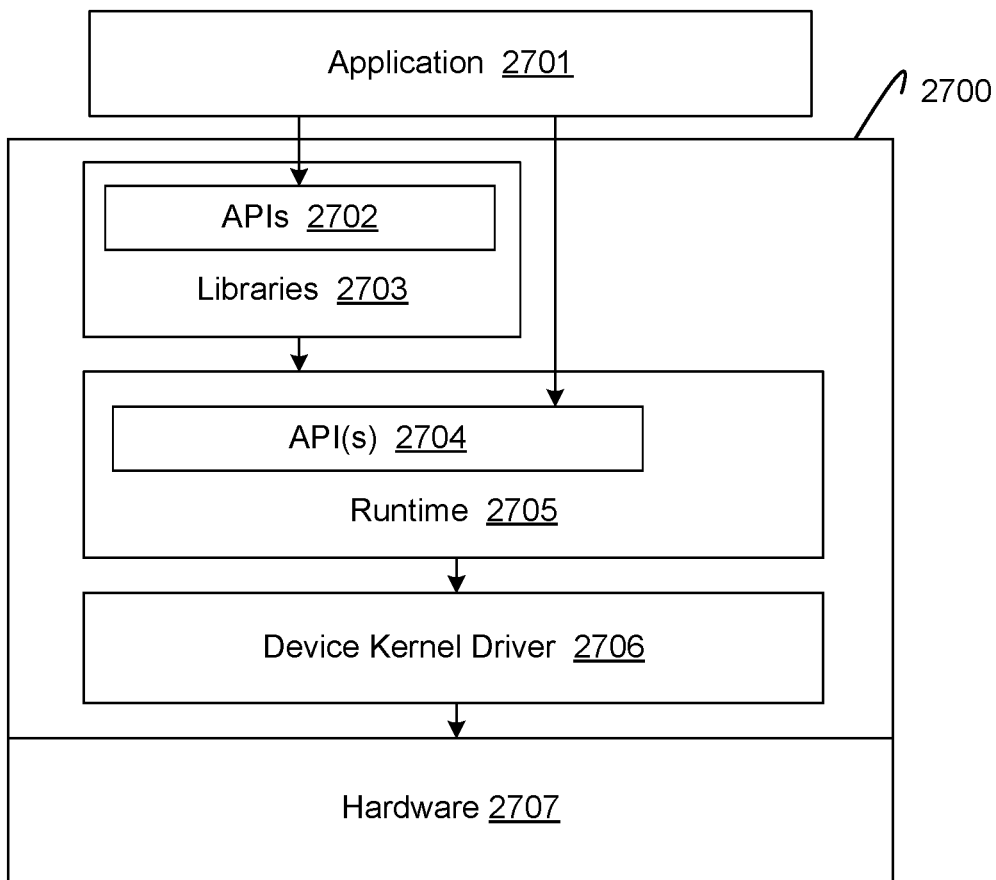 Application 2701
2700
APIs 2702
Libraries 2703
API(s) 2704
Runtime 2705
Device Kernel Driver 2706
Hardware 2707